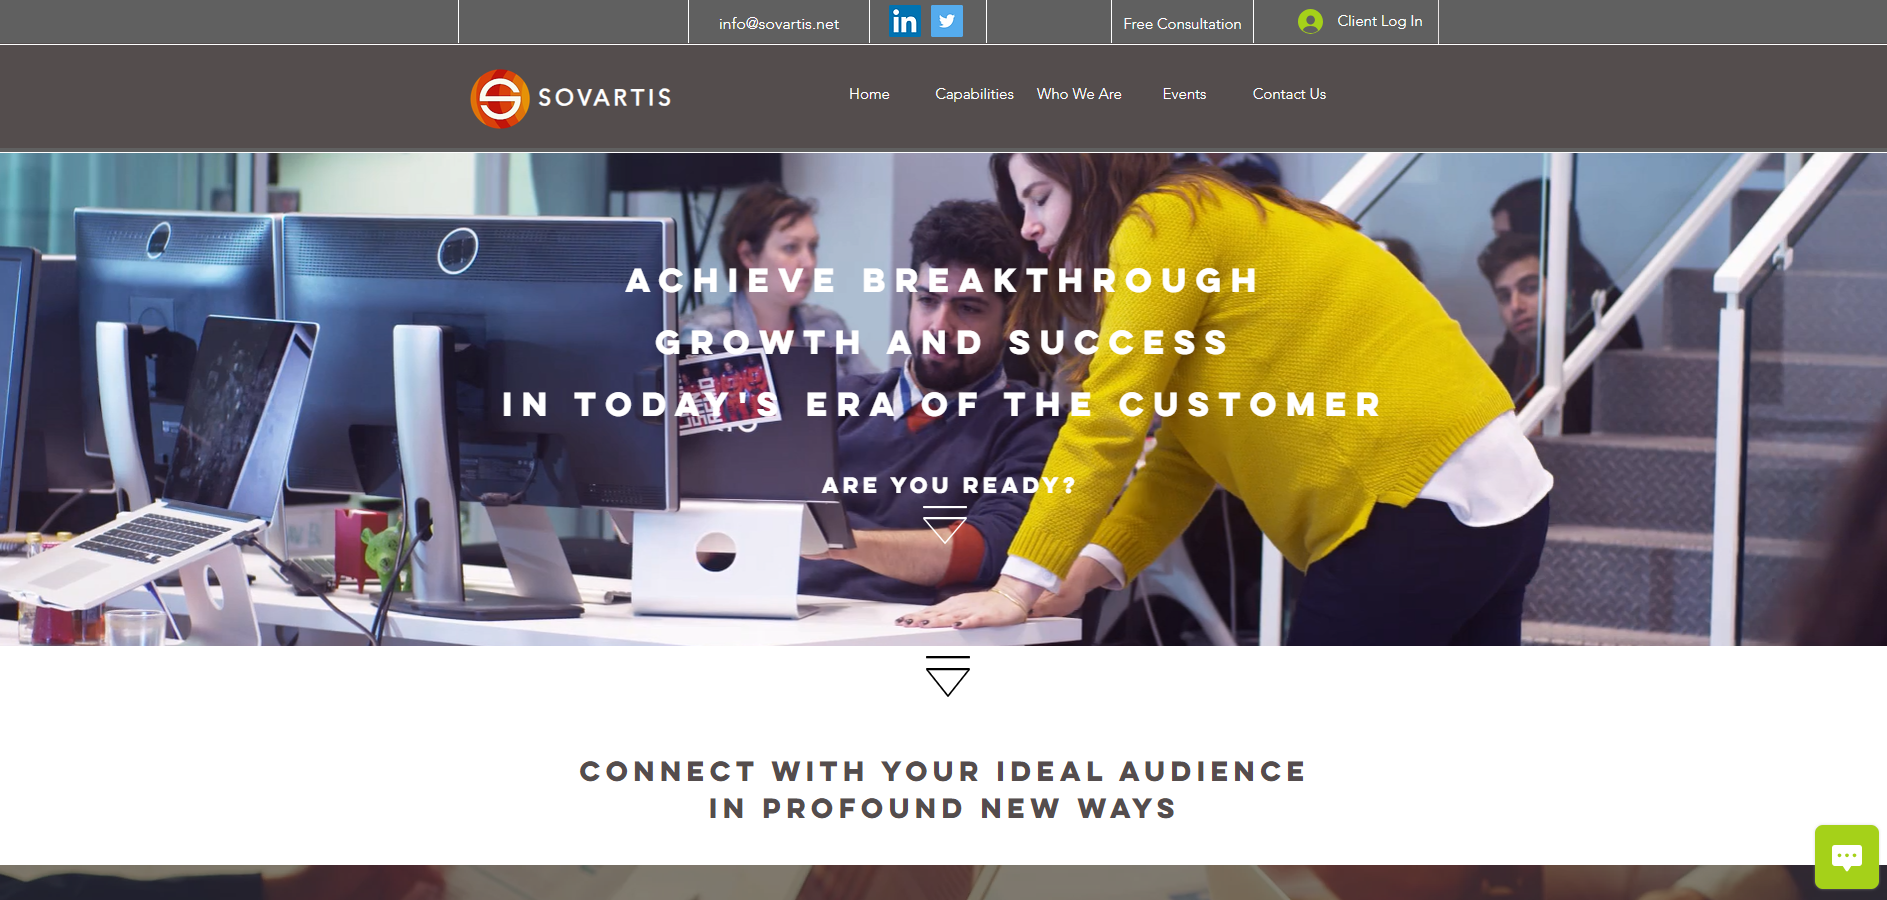 info@sovartis.net
in
Free Consultation
Client Log In
SOVARTIS
Home
Capabilities
Who We Are
Events
Contact Us
ACHIEVE BREAKTHROUGH
GROWTH AND SUCCESS
IN TODAY'S ERA OF THE CUSTOMER
ARE YOU READY?
CONNECT WITH YOUR IDEAL AUDIENCE
IN PROFOUND NEW WAYS